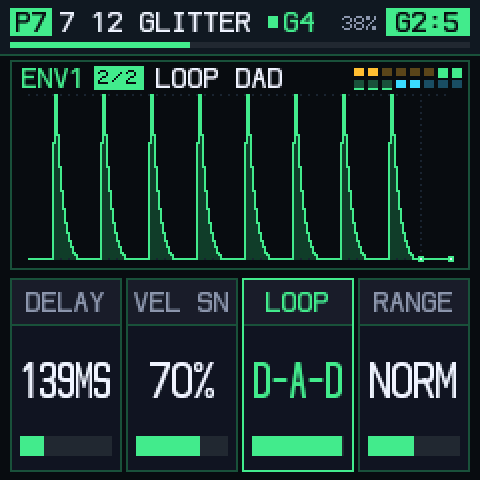 P7 7 12 GLITTER G4 38% G2:5
ENV1 2/2 LOOP DAD
DELAY VEL SN LOOP RANGE
139MS 70% D-A-D NORM